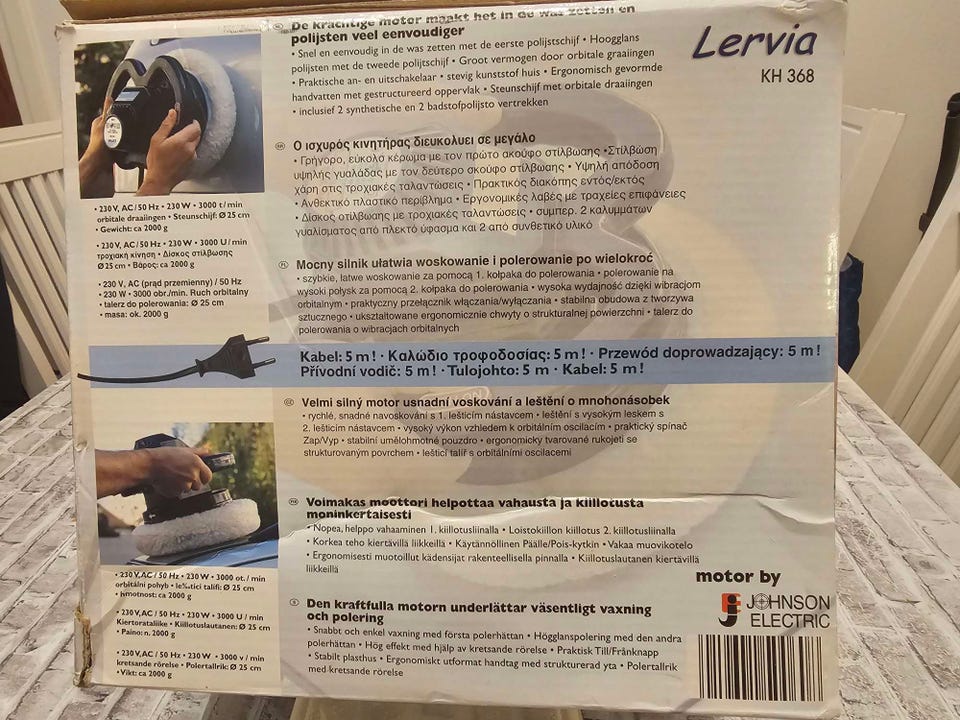 De krachtige motor maakt het in de was zetten en
polijsten veel eenvoudiger
• Snel en eenvoudig in de was zetten met de eerste polijstschijf • Hoogglans
polijsten met de tweede polijtschijf • Groot vermogen door orbitale graaiingen
• Praktische an- en uitschakelaar • stevig kunststof huis • Ergonomisch gevormde
handvatten met gestructureerd oppervlak • Steunschijf met orbitale draaiingen
• inclusief 2 synthetische en 2 badstofpolijsto vertrekken
Lervia
KH 368
• 230 V, AC / 50 Hz • 230 W • 3000 t / min
orbitale draaiingen • Steunschijf: Ø 25 cm
• Gewicht: ca 2000 g
• 230 V, AC / 50 Hz • 230 W • 3000 U / min
τροχιακή κίνηση • Δίσκος στίλβωσης
Ø 25 cm • Βάρος: ca 2000 g
• 230 V, AC (prąd przemienny) / 50 Hz
• 230 W • 3000 obr./min. Ruch orbitalny
• talerz do polerowania: Ø 25 cm
• masa: ok. 2000 g
GR Ο ισχυρός κινητήρας διευκολυει σε μεγάλο
• Γρήγορο, εύκολο κέρωμα με τον πρώτο ακούφο στίλβωσης •Στίλβωση
υψηλής γυαλάδας με τον δεύτερο σκούφο στίλβωσης • Υψηλή απόδοση
χάρη στις τροχιακές ταλαντώσεις • Πρακτικός διακόπης εντός/εκτός
• Ανθεκτικό πλαστικό περίβλημα • Εργονομικές λαβές με τραχείες επιφάνειες
• Δίσκος στίλβωσης με τροχιακές ταλαντώσεις • συμπερ. 2 καλυμμάτων
γυαλίσματος από πλεκτό ύφασμα και 2 από συνθετικό υλικό
PL Mocny silnik ułatwia woskowanie i polerowanie po wielokroć
• szybkie, łatwe woskowanie za pomocą 1. kołpaka do polerowania • polerowanie na
wysoki połysk za pomocą 2. kołpaka do polerowania • wysoka wydajność dzięki wibracjom
orbitalnym • praktyczny przełącznik włączania/wyłączania • stabilna obudowa z tworzywa
sztucznego • ukształtowane ergonomicznie chwyty o strukturalnej powierzchni • talerz do
polerowania o wibracjach orbitalnych
Kabel: 5 m ! · Καλώδιο τροφοδοσίας: 5 m ! · Przewód doprowadzający: 5 m !
Přívodní vodič: 5 m ! · Tulojohto: 5 m · Kabel: 5 m !
CZ Velmi silný motor usnadní voskování a leštění o mnohonásobek
• rychlé, snadné navoskování s 1. lešticím nástavcem • leštění s vysokým leskem s
2. lešticím nástavcem • vysoký výkon vzhledem k orbitálním oscilacím • praktický spínač
Zap/Vyp • stabilní umělohmotné pouzdro • ergonomicky tvarované rukojeti se
strukturovaným povrchem • lešticí talíř s orbitálními oscilacemi
FIN Voimakas moottori helpottaa vahausta ja kiillotusta
moninkertaisesti
• Nopea, helppo vahaaminen 1. kiillotusliinalla • Loistokiillon kiillotus 2. kiillotusliinalla
• Korkea teho kiertävillä liikkeillä • Käytännöllinen Päälle/Pois-kytkin • Vakaa muovikotelo
• Ergonomisesti muotoillut kädensijat rakenteellisella pinnalla • Kiillotuslautanen kiertävillä
liikkeillä
• 230 V, AC / 50 Hz • 230 W • 3000 ot. / min
orbitální pohyb • le‰ticí talífi: Ø 25 cm
• hmotnost: ca 2000 g
• 230 V, AC / 50 Hz • 230 W • 3000 U / min
Kiertorataliike • Kiillotuslautanen: Ø 25 cm
• Paino: n. 2000 g
• 230 V, AC / 50 Hz • 230 W • 3000 v / min
kretsande rörelse • Polertallrik: Ø 25 cm
• Vikt: ca 2000 g
S Den kraftfulla motorn underlättar väsentligt vaxning
och polering
• Snabbt och enkel vaxning med första polerhättan • Högglanspolering med den andra
polerhättan • Hög effekt med hjälp av kretsande rörelse • Praktisk Till/Frånknapp
• Stabilt plasthus • Ergonomiskt utformat handtag med strukturerad yta • Polertallrik
med kretsande rörelse
motor by
JOHNSON
ELECTRIC